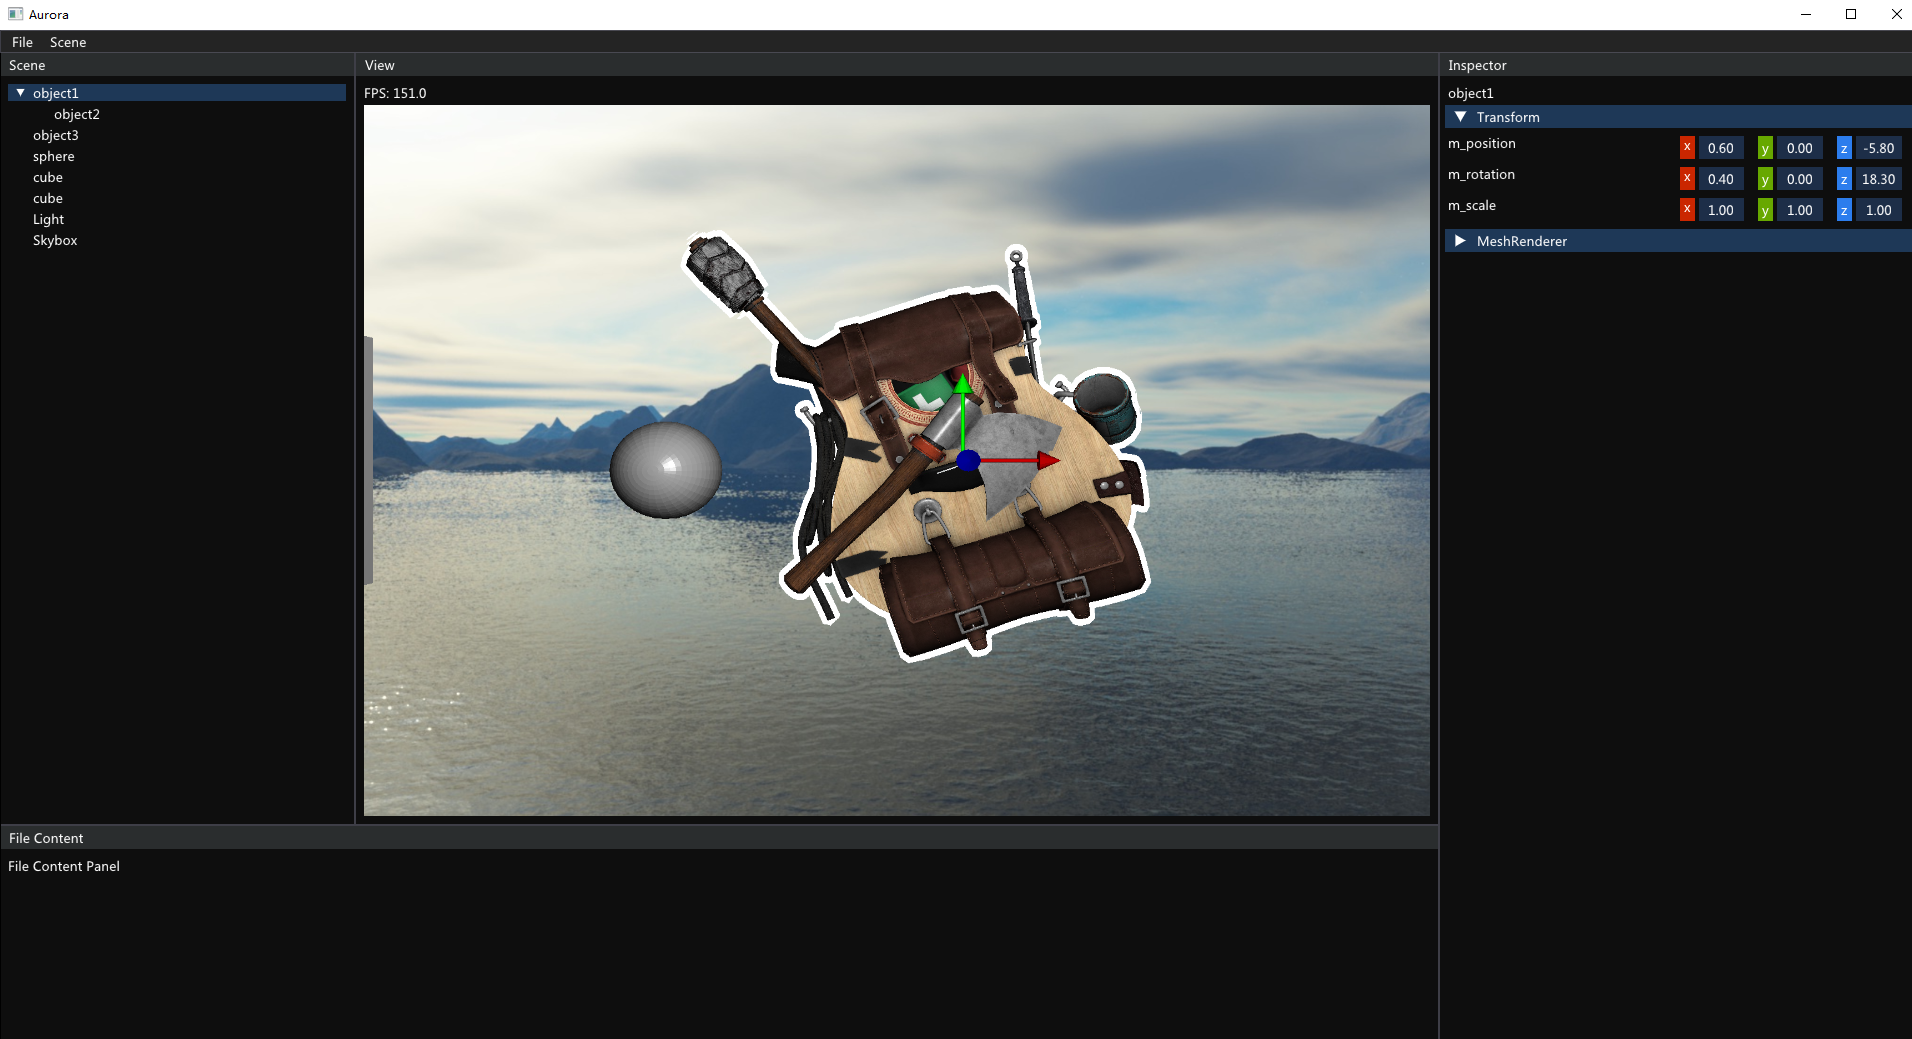 Aurora
File Scene
Scene
object1
object2
object3
sphere
cube
cube
Light
Skybox
View
FPS: 151.0
Inspector
object1
Transform
m_position x 0.60 y 0.00 z -5.80
m_rotation x 0.40 y 0.00 z 18.30
m_scale x 1.00 y 1.00 z 1.00
MeshRenderer
File Content
File Content Panel